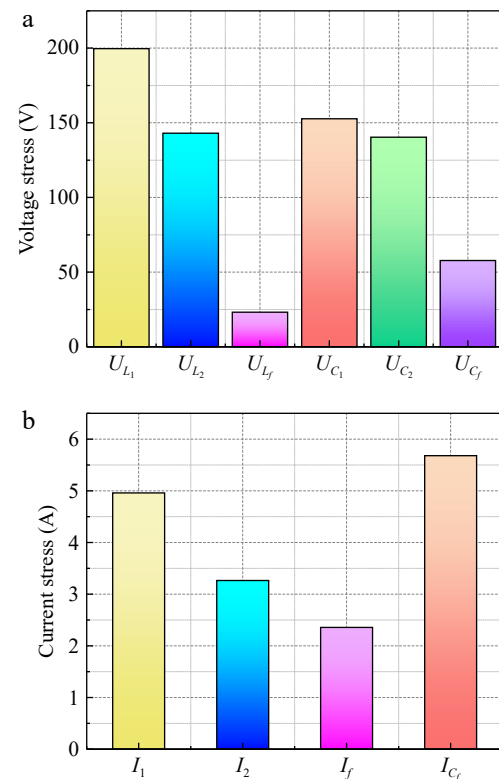 a
Voltage stress (V)
200
150
100
50
0
U_{L_1} U_{L_2} U_{L_f} U_{C_1} U_{C_2} U_{C_f}
b
Current stress (A)
6
5
4
3
2
1
0
I_1 I_2 I_f I_{C_f}